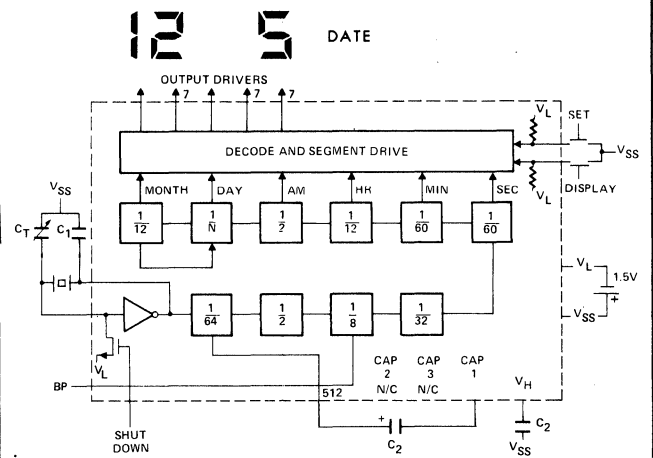 12 5 DATE
OUTPUT DRIVERS
7 7 7
DECODE AND SEGMENT DRIVE
VL SET
VSS
VL DISPLAY
MONTH DAY AM HR MIN SEC
1/12 1/N 1/2 1/12 1/60 1/60
VSS
CT C1
VL 1.5V
+
VSS
1/64 1/2 1/8 1/32
VL
BP
512
CAP 2 N/C
CAP 3 N/C
CAP 1
VH
+
C2
C2
VSS
SHUT DOWN